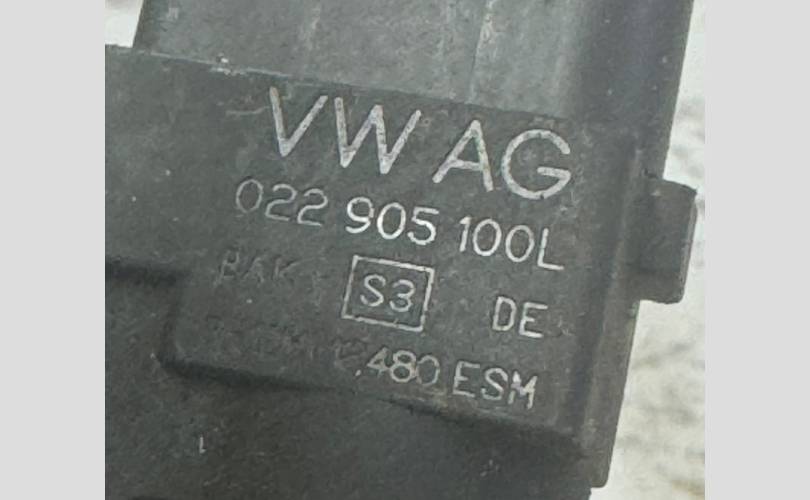 VW AG
022 905 100L
S3 DE
480 ESM